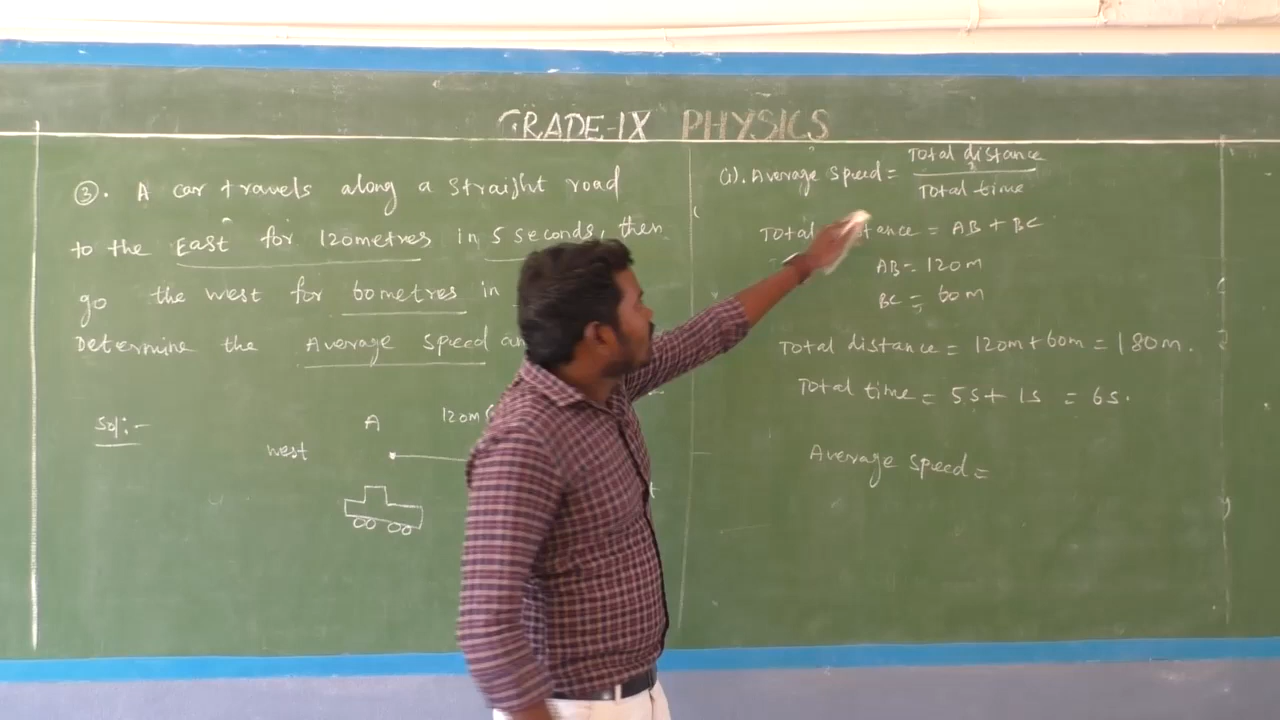 GRADE-IX PHYSICS
③. A car travels along a straight road
to the East for 120metres in 5 seconds, then
go the west for 60metres in
Determine the Average speed
Sol:-
A 120m
west
(i). Average speed = Total distance
Total time
Total distance = AB + BC
AB = 120m
BC = 60m
Total distance = 120m + 60m = 180m.
Total time = 5s + 1s = 6s.
Average speed =